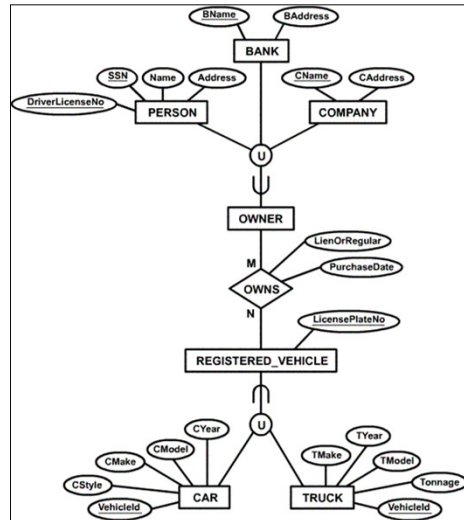 BName
BAddress
BANK
SSN
Name
Address
CName
CAddress
DriverLicenseNo
PERSON
COMPANY
U
OWNER
M
LienOrRegular
PurchaseDate
OWNS
N
LicensePlateNo
REGISTERED_VEHICLE
U
CYear
CModel
CMake
CStyle
VehicleId
CAR
TYear
TMake
TModel
Tonnage
TRUCK
VehicleId